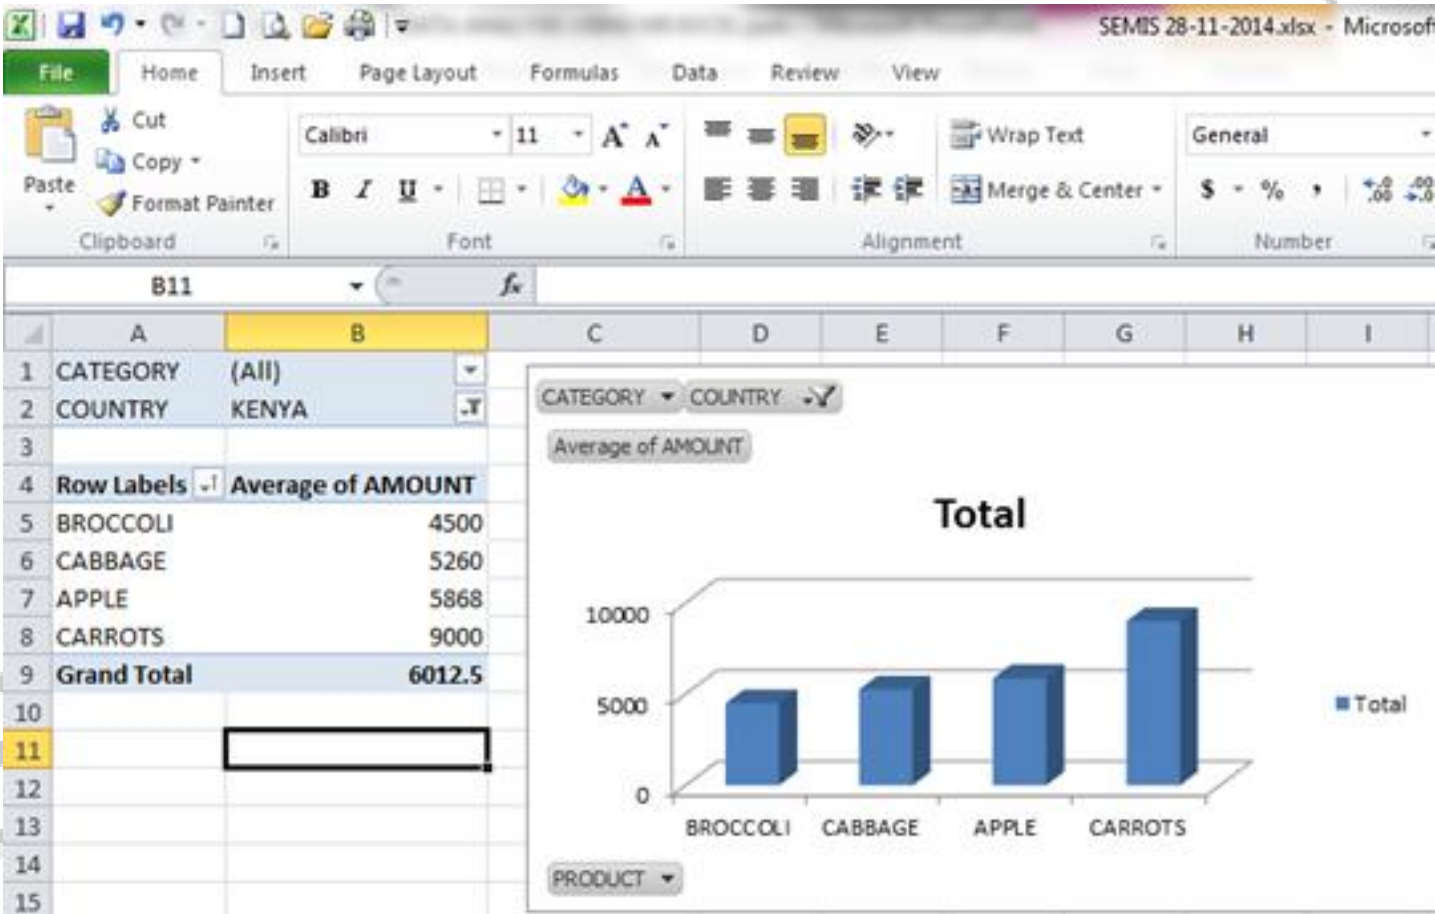 SEMIS 28-11-2014.xlsx - Microsoft
File Home Insert Page Layout Formulas Data Review View
Cut
Copy
Format Painter
Paste
Calibri 11 A A
B I U A
Wrap Text
Merge & Center
General
$ % , .00 .00
Clipboard Font Alignment Number
B11 fx
A B C D E F G H I
1 CATEGORY (All)
2 COUNTRY KENYA
3
4 Row Labels Average of AMOUNT
5 BROCCOLI 4500
6 CABBAGE 5260
7 APPLE 5868
8 CARROTS 9000
9 Grand Total 6012.5
10
11
12
13
14
15
CATEGORY COUNTRY
Average of AMOUNT
Total
10000
5000
0
BROCCOLI CABBAGE APPLE CARROTS
Total
PRODUCT